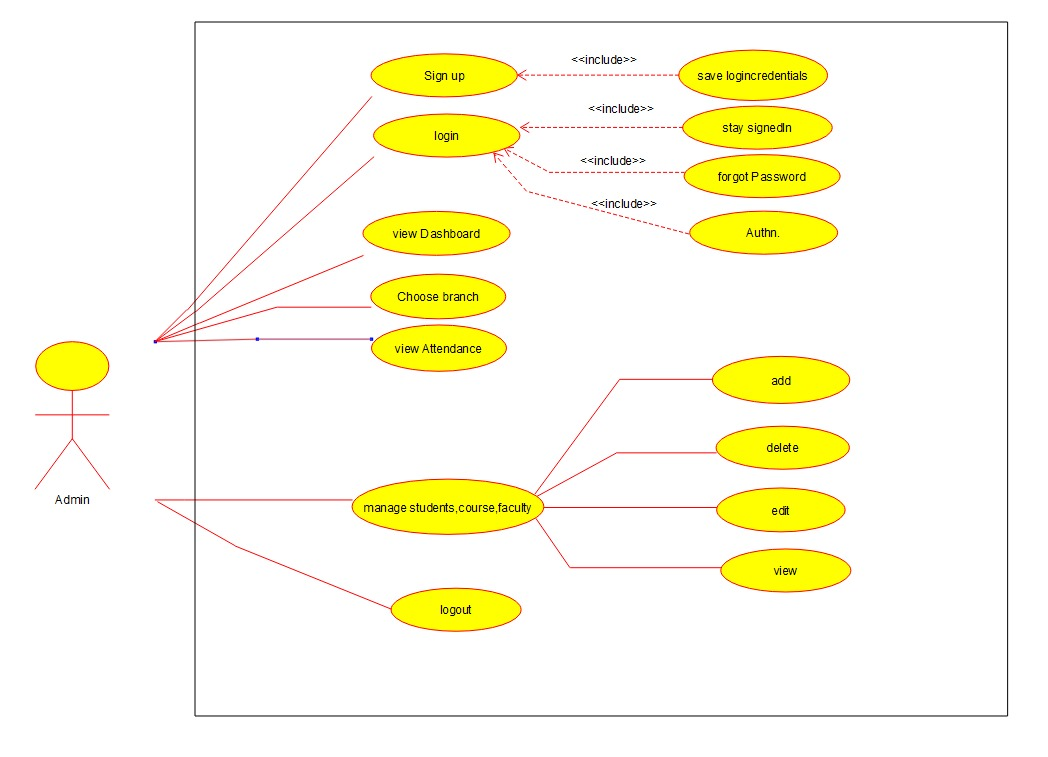 Sign up
<<include>>
save logincredentials
login
<<include>>
stay signedIn
<<include>>
forgot Password
<<include>>
Authn.
view Dashboard
Choose branch
view Attendance
add
delete
Admin
manage students,course,faculty
edit
view
logout